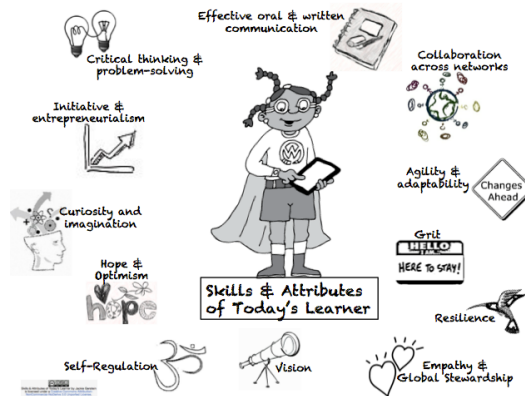 Effective oral & written
communication
Critical thinking &
problem-solving
Collaboration
across networks
Initiative &
entrepreneurialism
Agility &
adaptability
Changes
Ahead
Curiosity and
imagination
Grit
HELLO
HERE TO STAY!
Hope &
Optimism
hope
Skills & Attributes
of Today's Learner
Resilience
Self-Regulation
Vision
Empathy &
Global Stewardship